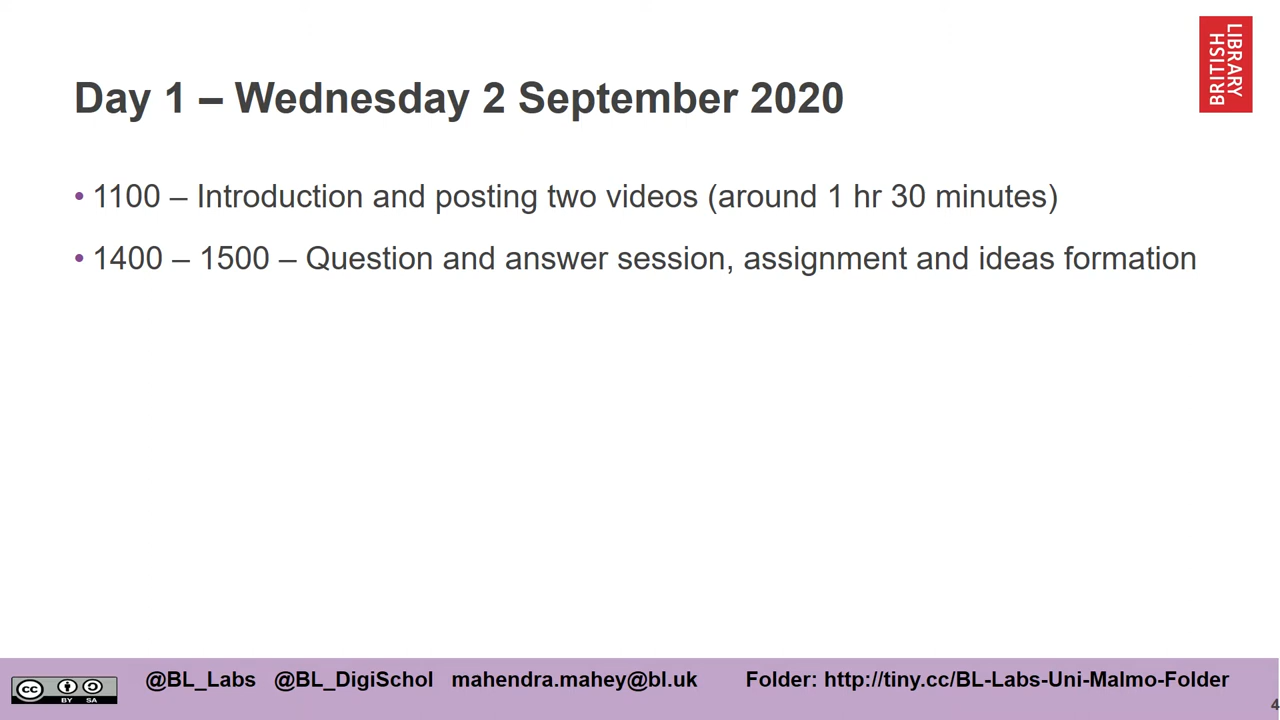 LIBRARY
BRITISH
Day 1 – Wednesday 2 September 2020
• 1100 – Introduction and posting two videos (around 1 hr 30 minutes)
• 1400 – 1500 – Question and answer session, assignment and ideas formation
cc
BY SA
@BL_Labs @BL_DigiSchol mahendra.mahey@bl.uk Folder: http://tiny.cc/BL-Labs-Uni-Malmo-Folder
4